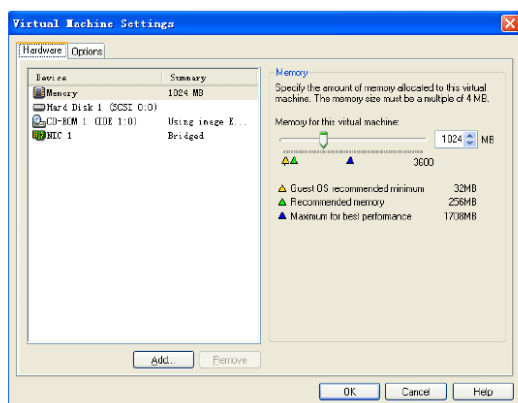 Virtual Machine Settings
Hardware Options
Device Summary
Memory 1024 MB
Hard Disk 1 (SCSI 0:0)
CD-ROM 1 (IDE 1:0) Using image E...
NIC 1 Bridged
Add... Remove
Memory
Specify the amount of memory allocated to this virtual
machine. The memory size must be a multiple of 4 MB.
Memory for this virtual machine:
1024 MB
3600
Guest OS recommended minimum 32MB
Recommended memory 256MB
Maximum for best performance 1708MB
OK Cancel Help